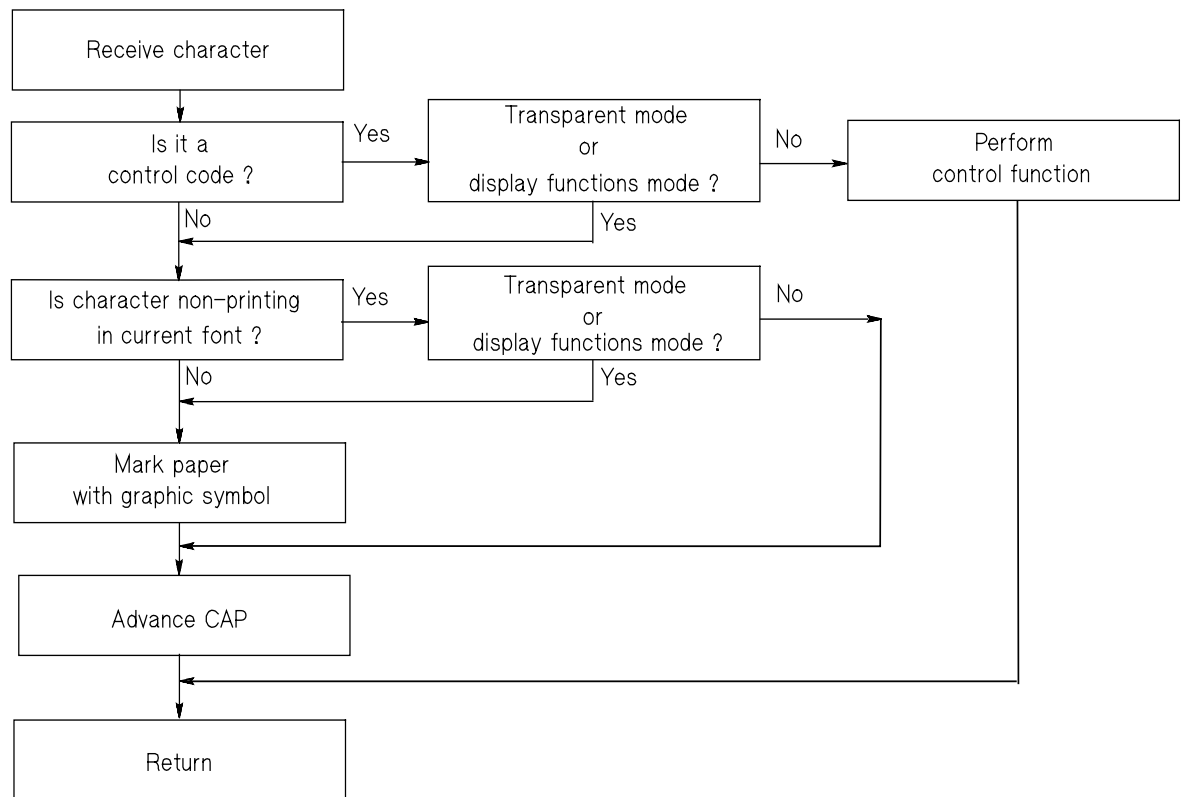 Receive character
Is it a
control code ?
Yes
Transparent mode
or
display functions mode ?
No
Perform
control function
No
Yes
Is character non-printing
in current font ?
Yes
Transparent mode
or
display functions mode ?
No
No
Yes
Mark paper
with graphic symbol
Advance CAP
Return